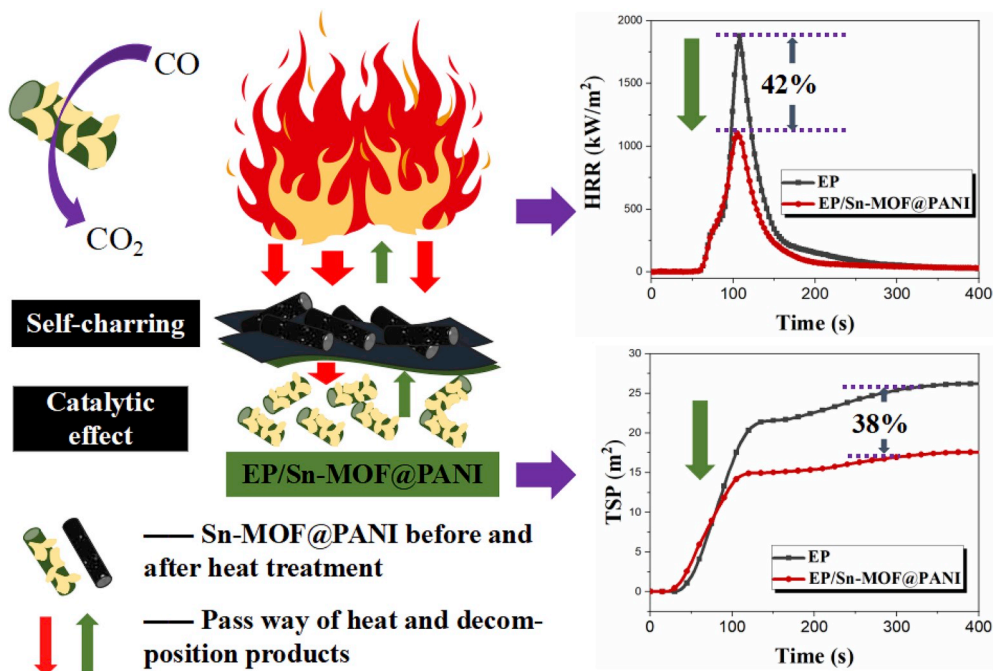 CO
CO2
Self-charring
Catalytic
effect
EP/Sn-MOF@PANI
—— Sn-MOF@PANI before and
after heat treatment
—— Pass way of heat and decom-
position products
HRR (kW/m2)
2000
1500
1000
500
0
42%
EP
EP/Sn-MOF@PANI
0 100 200 300 400
Time (s)
TSP (m2)
30
25
20
15
10
5
0
38%
EP
EP/Sn-MOF@PANI
0 100 200 300 400
Time (s)